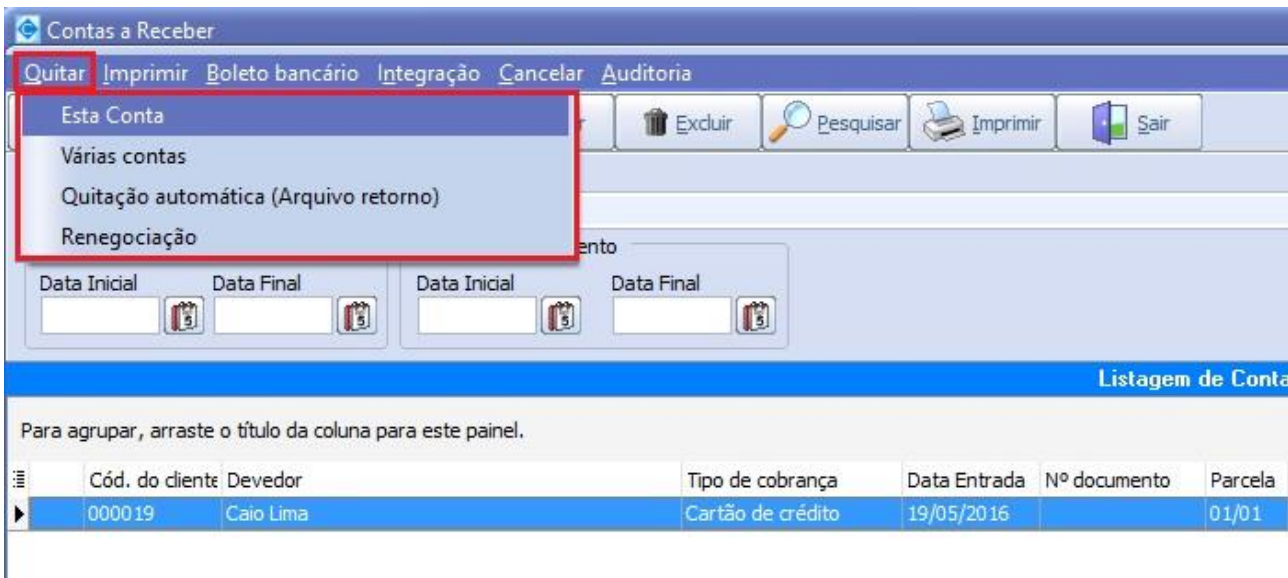 Contas a Receber
Quitar Imprimir Boleto bancário Integração Cancelar Auditoria
Esta Conta
Várias contas
Quitação automática (Arquivo retorno)
Renegociação
Excluir Pesquisar Imprimir Sair
Data Inicial Data Final Data Inicial Data Final
Listagem de Conta
Para agrupar, arraste o título da coluna para este painel.
Cód. do cliente Devedor Tipo de cobrança Data Entrada Nº documento Parcela
000019 Caio Lima Cartão de crédito 19/05/2016 01/01